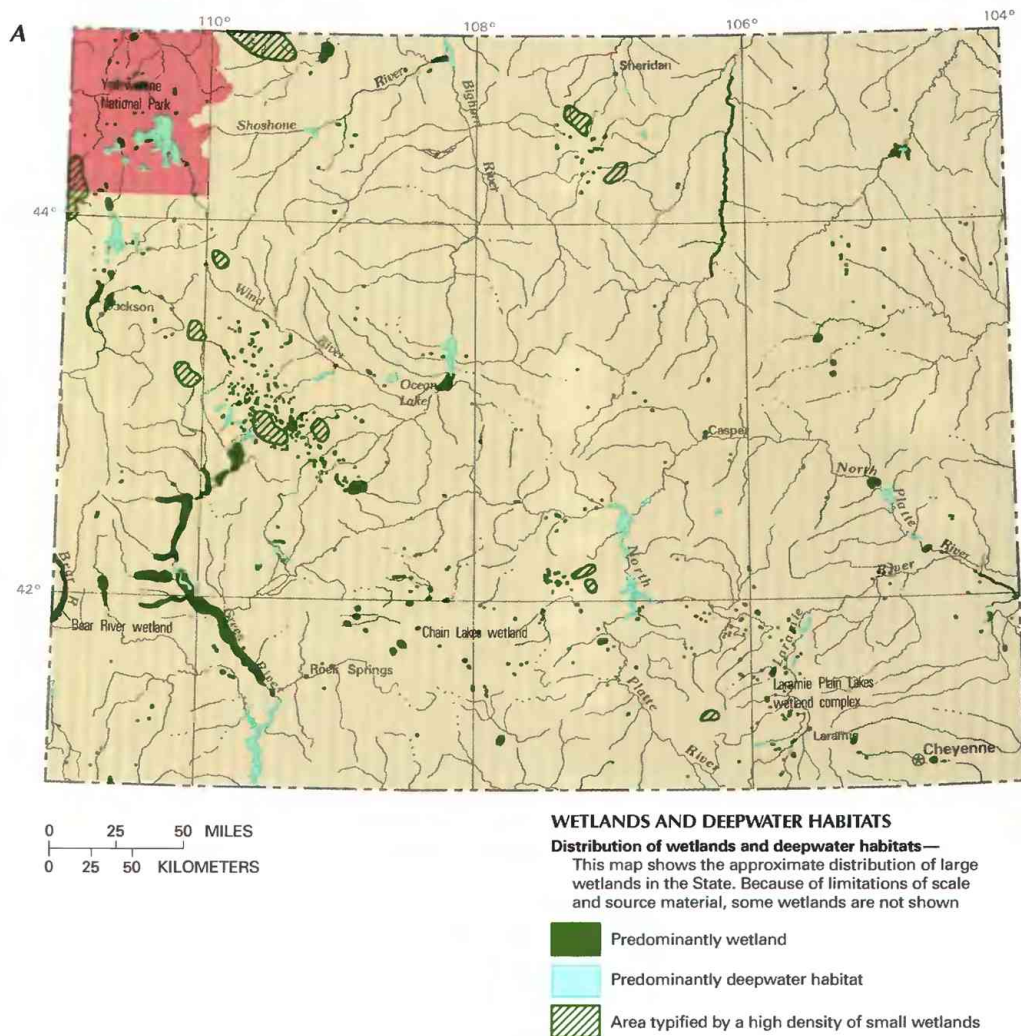 A
110°
108°
106°
104°
44°
42°
Yellowstone
National Park
Shoshone
River
Bighorn
River
Sheridan
Jackson
Wind
River
Ocean
Lake
Casper
North
Platte
River
North
Platte
River
Laramie
River
Bear R
Bear River wetland
Green
River
Rock Springs
Chain Lakes wetland
Laramie Plain Lakes
wetland complex
Laramie
Cheyenne
0 25 50 MILES
0 25 50 KILOMETERS
WETLANDS AND DEEPWATER HABITATS
Distribution of wetlands and deepwater habitats—
This map shows the approximate distribution of large
wetlands in the State. Because of limitations of scale
and source material, some wetlands are not shown
Predominantly wetland
Predominantly deepwater habitat
Area typified by a high density of small wetlands